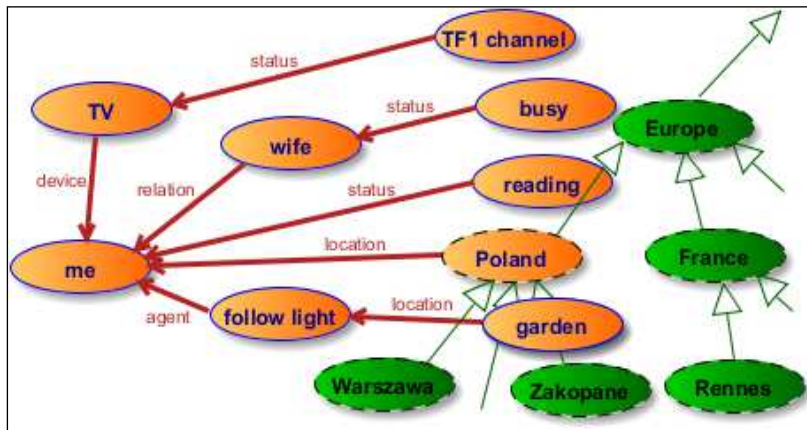 TF1 channel
status
TV
status
busy
Europe
wife
device
relation
status
reading
location
me
Poland
France
agent
follow light
location
garden
Warszawa
Zakopane
Rennes